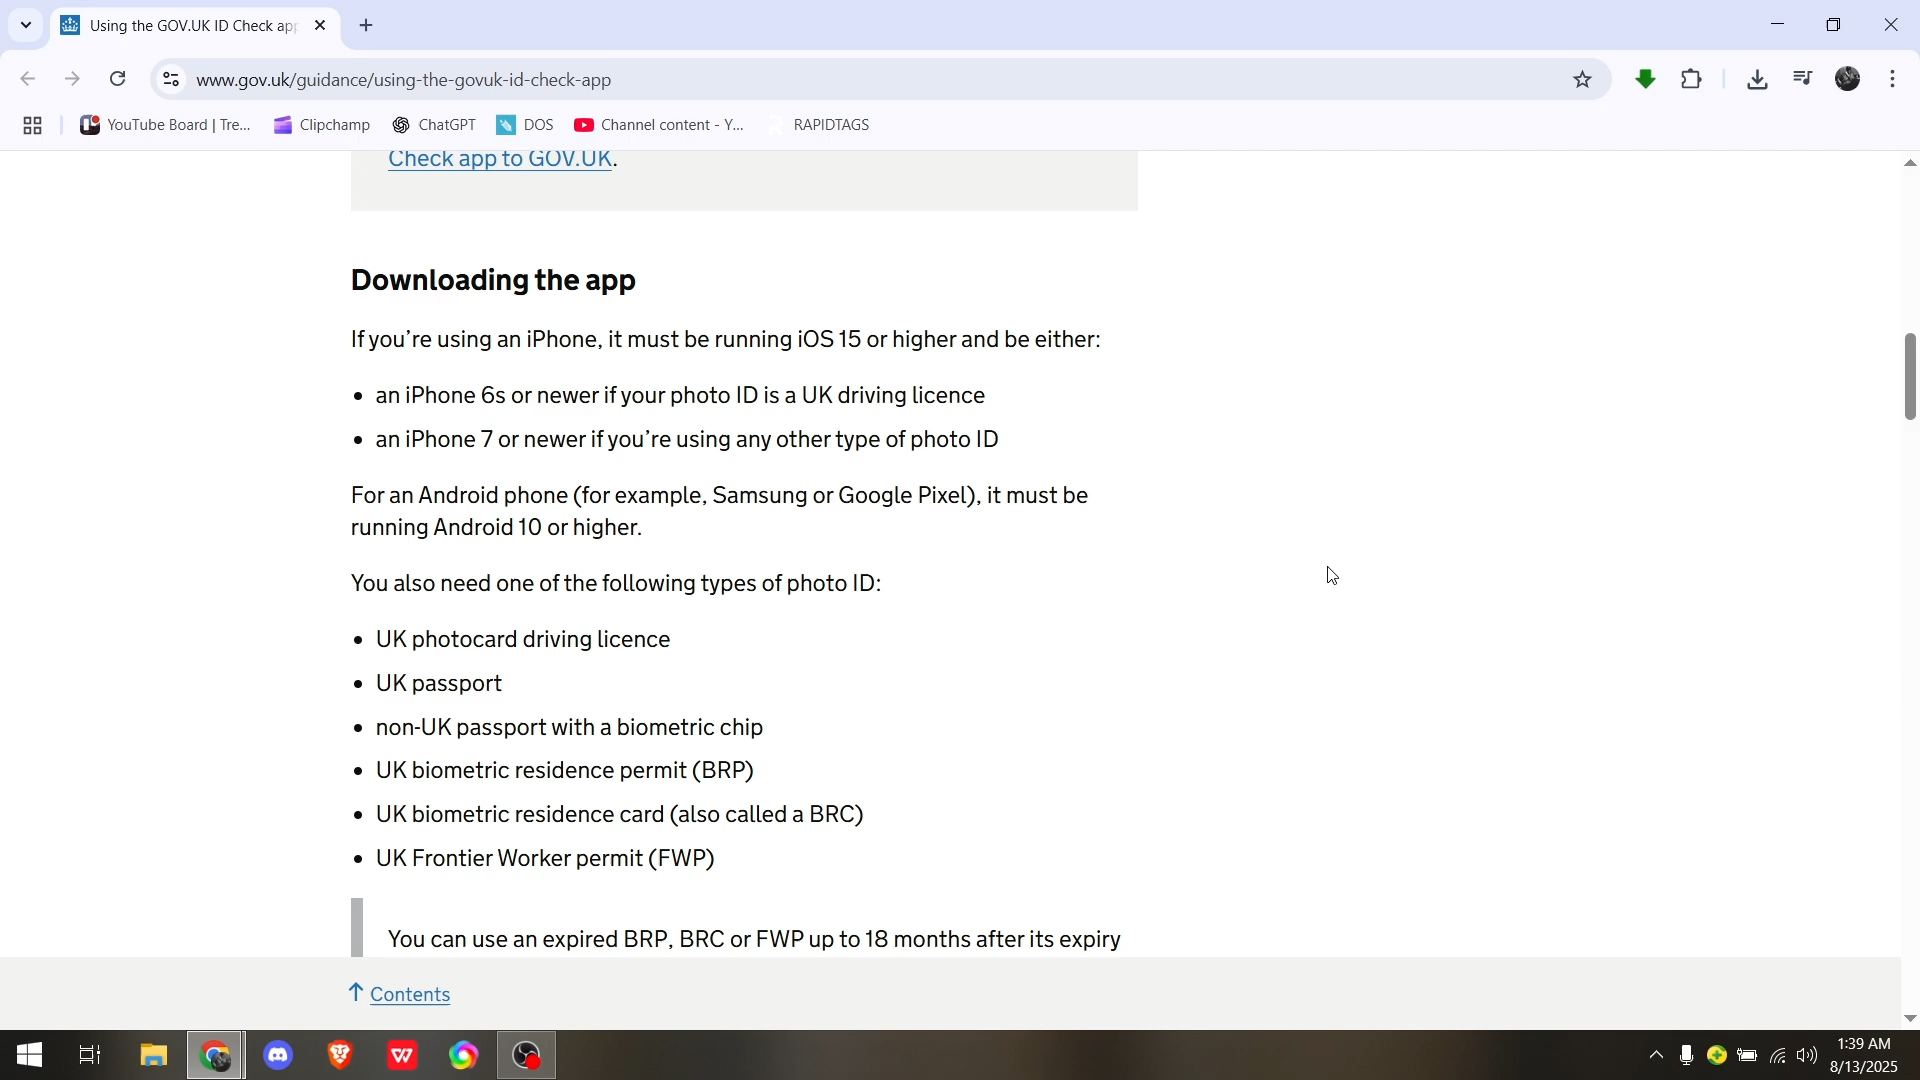 Using the GOV.UK ID Check app
www.gov.uk/guidance/using-the-govuk-id-check-app
YouTube Board | Tre...
Clipchamp
ChatGPT
DOS
Channel content - Y...
RAPIDTAGS
Check app to GOV.UK.
Downloading the app
If you’re using an iPhone, it must be running iOS 15 or higher and be either:
• an iPhone 6s or newer if your photo ID is a UK driving licence
• an iPhone 7 or newer if you’re using any other type of photo ID
For an Android phone (for example, Samsung or Google Pixel), it must be
running Android 10 or higher.
You also need one of the following types of photo ID:
• UK photocard driving licence
• UK passport
• non-UK passport with a biometric chip
• UK biometric residence permit (BRP)
• UK biometric residence card (also called a BRC)
• UK Frontier Worker permit (FWP)
You can use an expired BRP, BRC or FWP up to 18 months after its expiry
↑ Contents
1:39 AM
8/13/2025